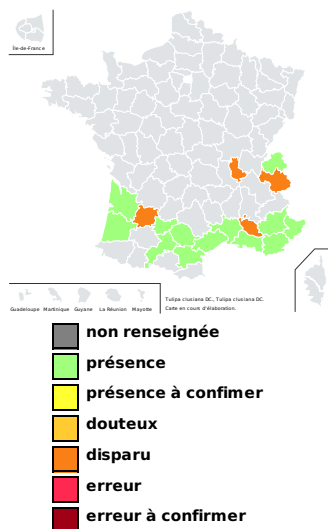 Île-de-France
Guadeloupe Martinique Guyane La Réunion Mayotte
Tulipa clusiana DC., Tulipa clusiana DC.
Carte en cours d'élaboration.
non renseignée
présence
présence à confimer
douteux
disparu
erreur
erreur à confirmer